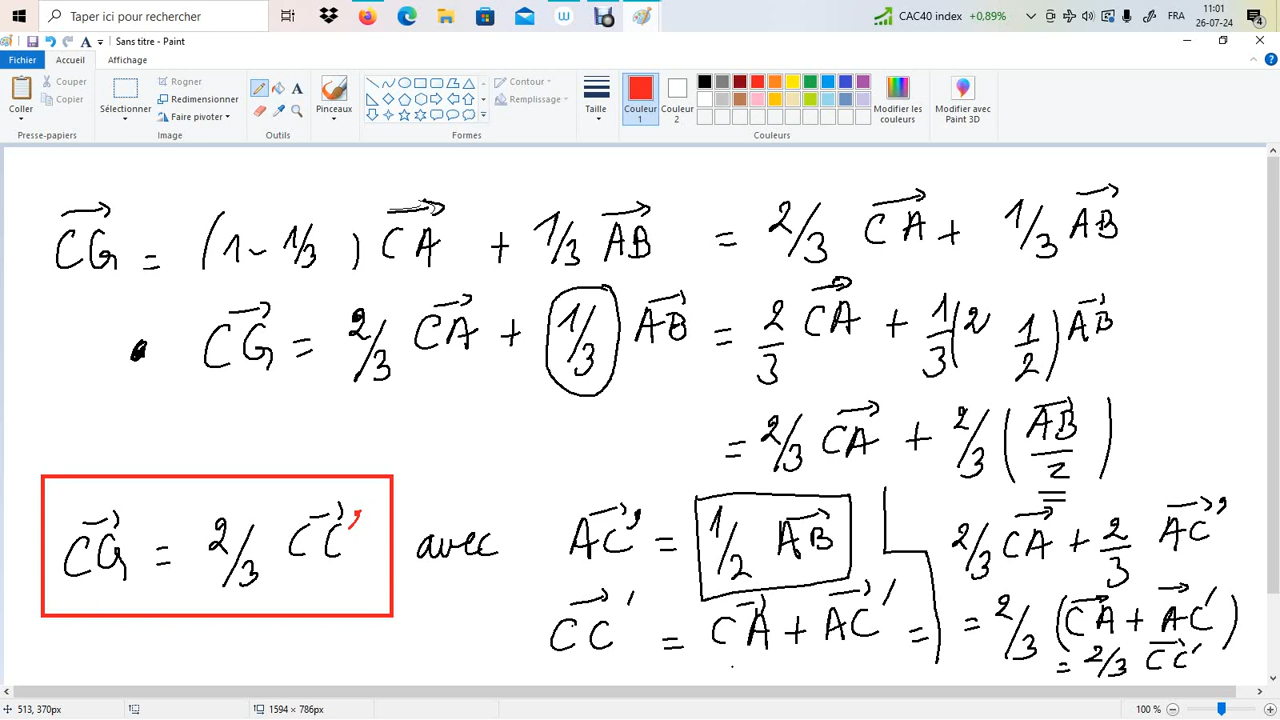 Taper ici pour rechercher
CAC40 index +0,89%
FRA
11:01
26-07-24
4
Sans titre - Paint
Fichier Accueil Affichage
Coller
Couper
Copier
Presse-papiers
Sélectionner
Rogner
Redimensionner
Faire pivoter
Image
A
Outils
Pinceaux
Contour
Remplissage
Formes
Taille
Couleur 1
Couleur 2
Modifier les couleurs
Couleurs
Modifier avec Paint 3D
CG = (1 - 1/3) CA + 1/3 AB = 2/3 CA + 1/3 AB
CG = 2/3 CA + 1/3 AB = 2/3 CA + 1/3 (2 1/2) AB
= 2/3 CA + 2/3 (AB/2)
CG = 2/3 CC' avec AC' = 1/2 AB
2/3 CA + 2/3 AC'
CC' = CA + AC' =
= 2/3 (CA + AC')
= 2/3 CC'
513, 370px
1594 × 786px
100 %